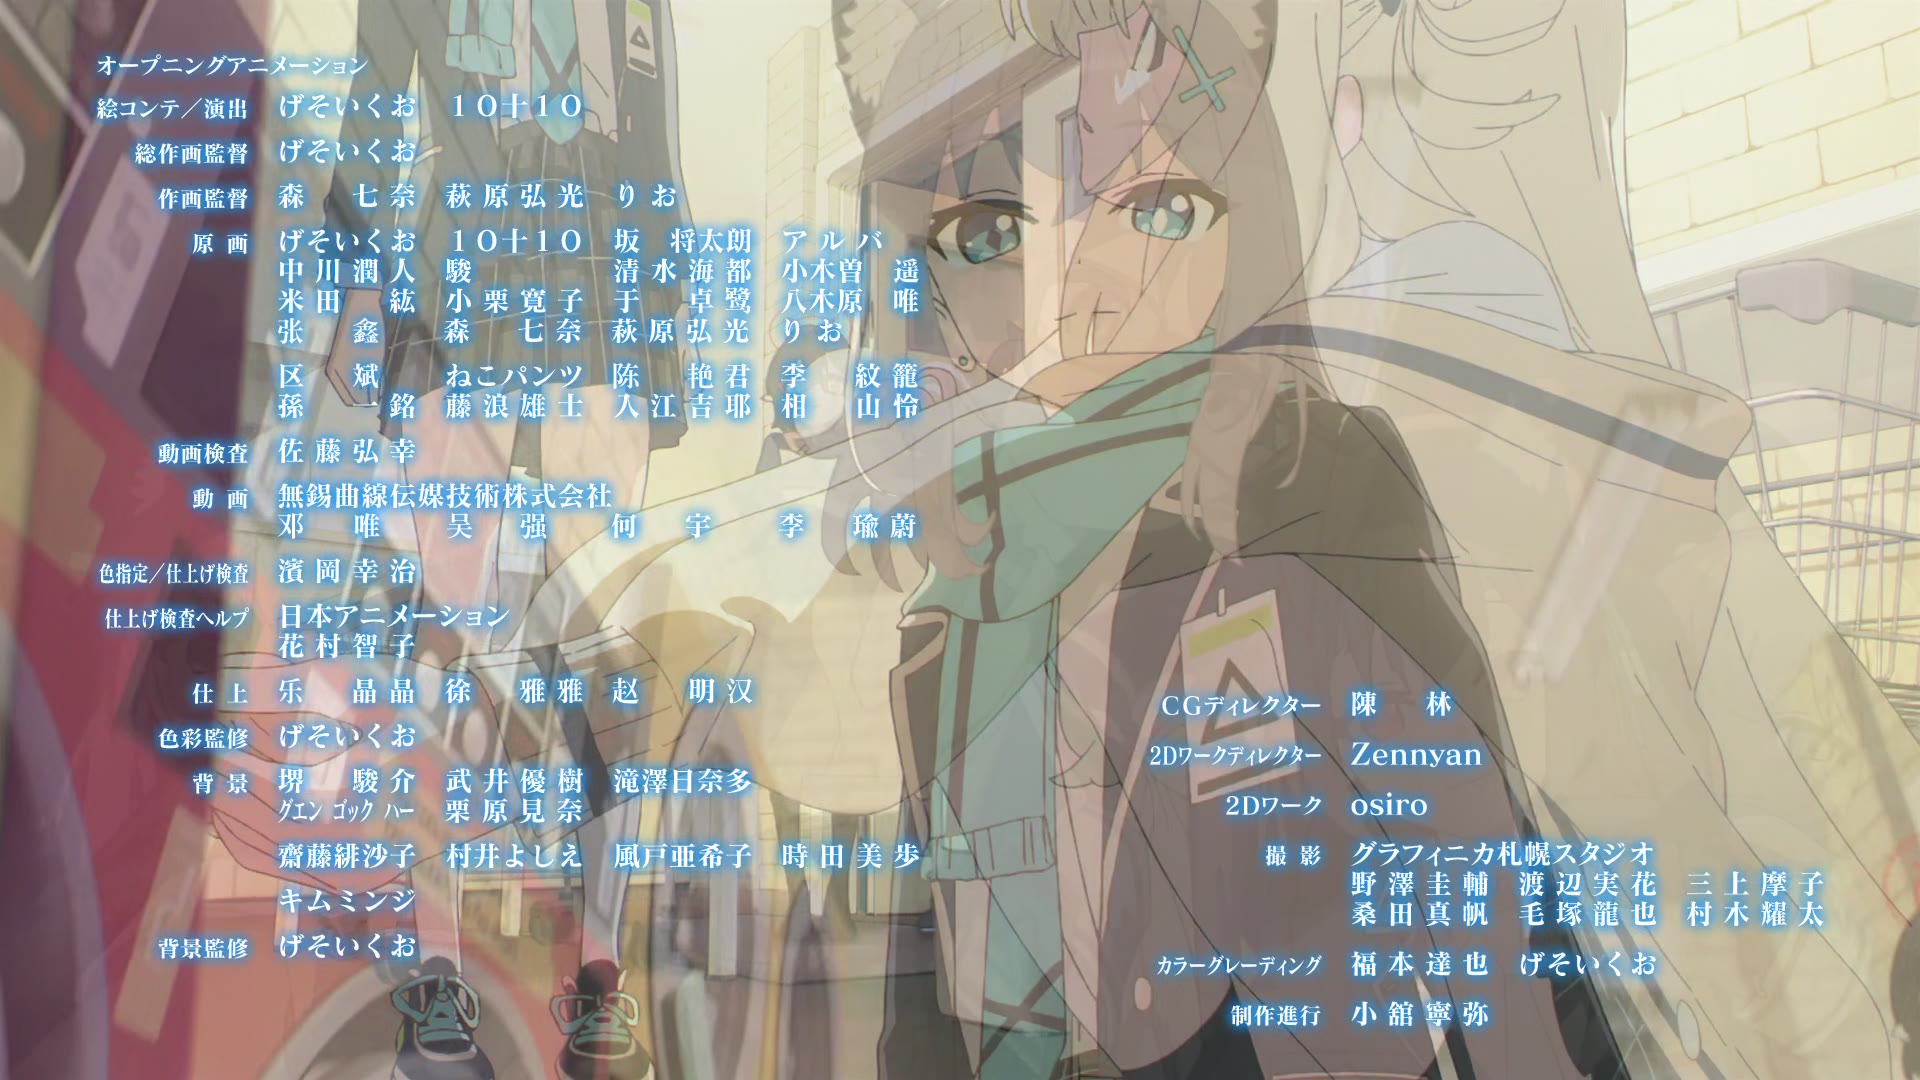 オープニングアニメーション
絵コンテ／演出 げそいくお １０十１０
総作画監督 げそいくお
作画監督 森 七奈 萩原弘光 りお
原画 げそいくお １０十１０ 坂 将太朗 アルバ
中川潤人 駿 清水海都 小木曽 遥
米田 紘 小栗寛子 于 卓鹭 八木原 唯
张 鑫 森 七奈 萩原弘光 りお
区 斌 ねこパンツ 陈 艳君 李 紋龍
孫 一銘 藤浪雄士 入江吉耶 相 山怜
動画検査 佐藤弘幸
動画 無錫曲線伝媒技術株式会社
邓 唯 吴 强 何 宇 李 瑜蔚
色指定／仕上げ検査 濱岡幸治
仕上げ検査ヘルプ 日本アニメーション
花村智子
仕上 乐 晶晶 徐 雅雅 赵 明汉
色彩監修 げそいくお
背景 堺 駿介 武井優樹 滝澤日奈多
グエン ゴック ハー 栗原見奈
齋藤緋沙子 村井よしえ 風戸亜希子 時田美歩
キムミンジ
背景監修 げそいくお
CGディレクター 陳 林
2Dワークディレクター Zennyan
2Dワーク osiro
撮影 グラフィニカ札幌スタジオ
野澤圭輔 渡辺実花 三上摩子
桑田真帆 毛塚龍也 村木耀太
カラーグレーディング 福本達也 げそいくお
制作進行 小舘寧弥